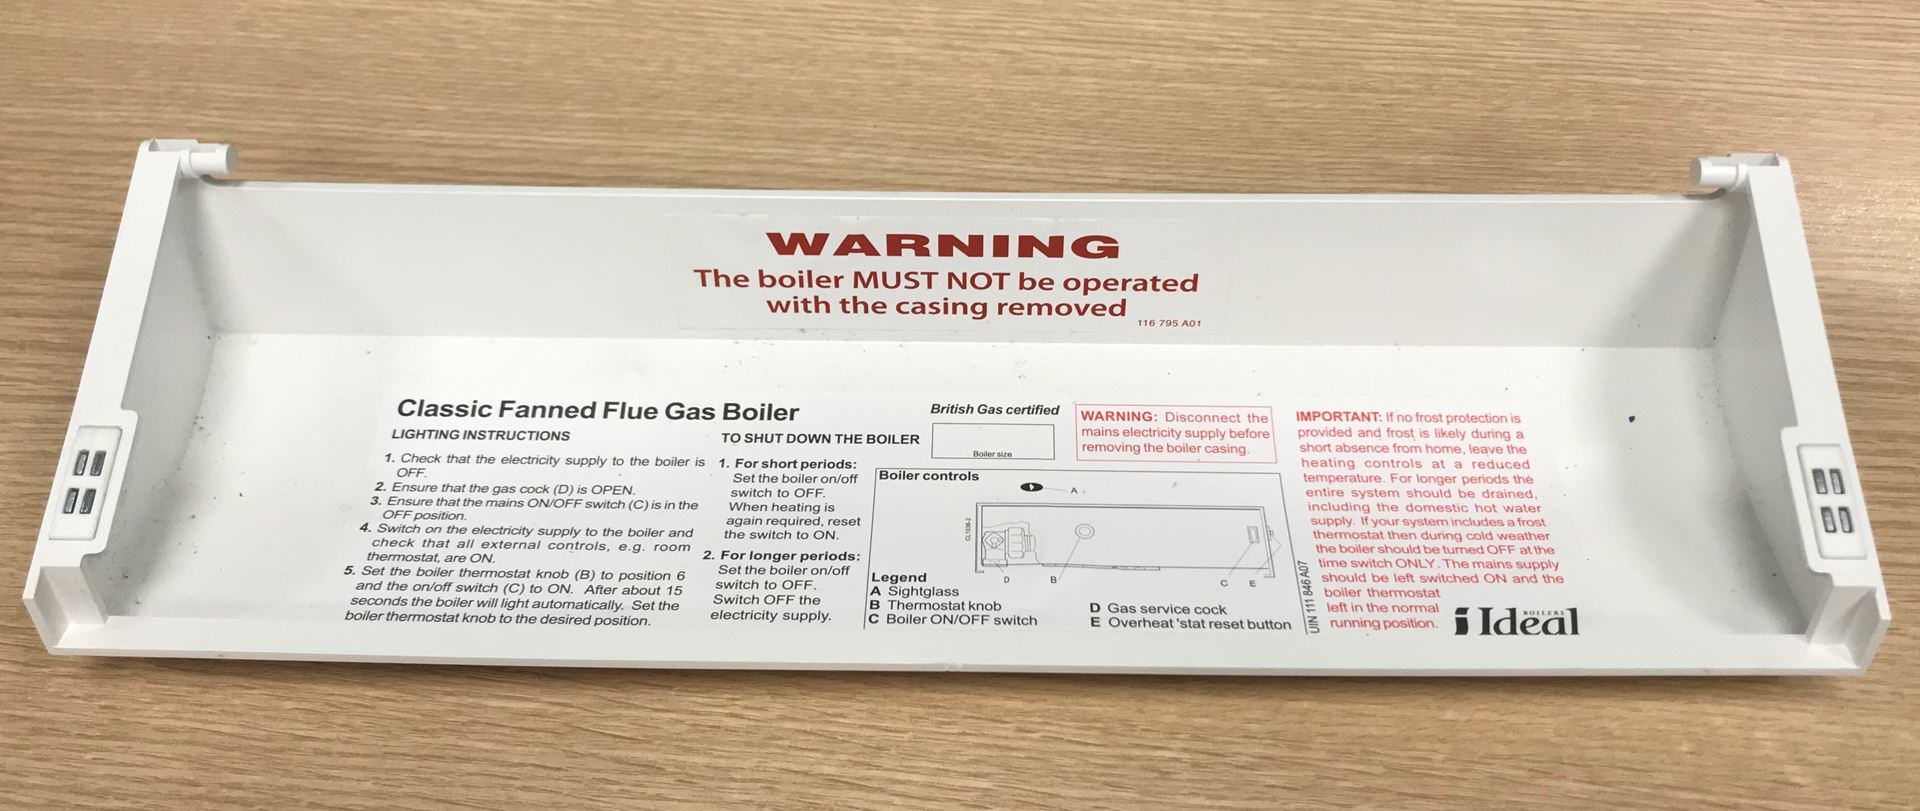 WARNING
The boiler MUST NOT be operated
with the casing removed
116 795 A01
Classic Fanned Flue Gas Boiler
LIGHTING INSTRUCTIONS
1. Check that the electricity supply to the boiler is
OFF.
2. Ensure that the gas cock (D) is OPEN.
3. Ensure that the mains ON/OFF switch (C) is in the
OFF position.
4. Switch on the electricity supply to the boiler and
check that all external controls, e.g. room
thermostat, are ON.
5. Set the boiler thermostat knob (B) to position 6
and the on/off switch (C) to ON. After about 15
seconds the boiler will light automatically. Set the
boiler thermostat knob to the desired position.
TO SHUT DOWN THE BOILER
1. For short periods:
Set the boiler on/off
switch to OFF.
When heating is
again required, reset
the switch to ON.
2. For longer periods:
Set the boiler on/off
switch to OFF.
Switch OFF the
electricity supply.
British Gas certified
Boiler size
WARNING: Disconnect the
mains electricity supply before
removing the boiler casing.
Boiler controls
A
CL1036-2
D
B
C
E
Legend
A Sightglass
B Thermostat knob
C Boiler ON/OFF switch
D Gas service cock
E Overheat 'stat reset button
UIN 111 846 A07
IMPORTANT: If no frost protection is
provided and frost is likely during a
short absence from home, leave the
heating controls at a reduced
temperature. For longer periods the
entire system should be drained,
including the domestic hot water
supply. If your system includes a frost
thermostat then during cold weather
the boiler should be turned OFF at the
time switch ONLY. The mains supply
should be left switched ON and the
boiler thermostat
left in the normal
running position.
BOILERS
Ideal